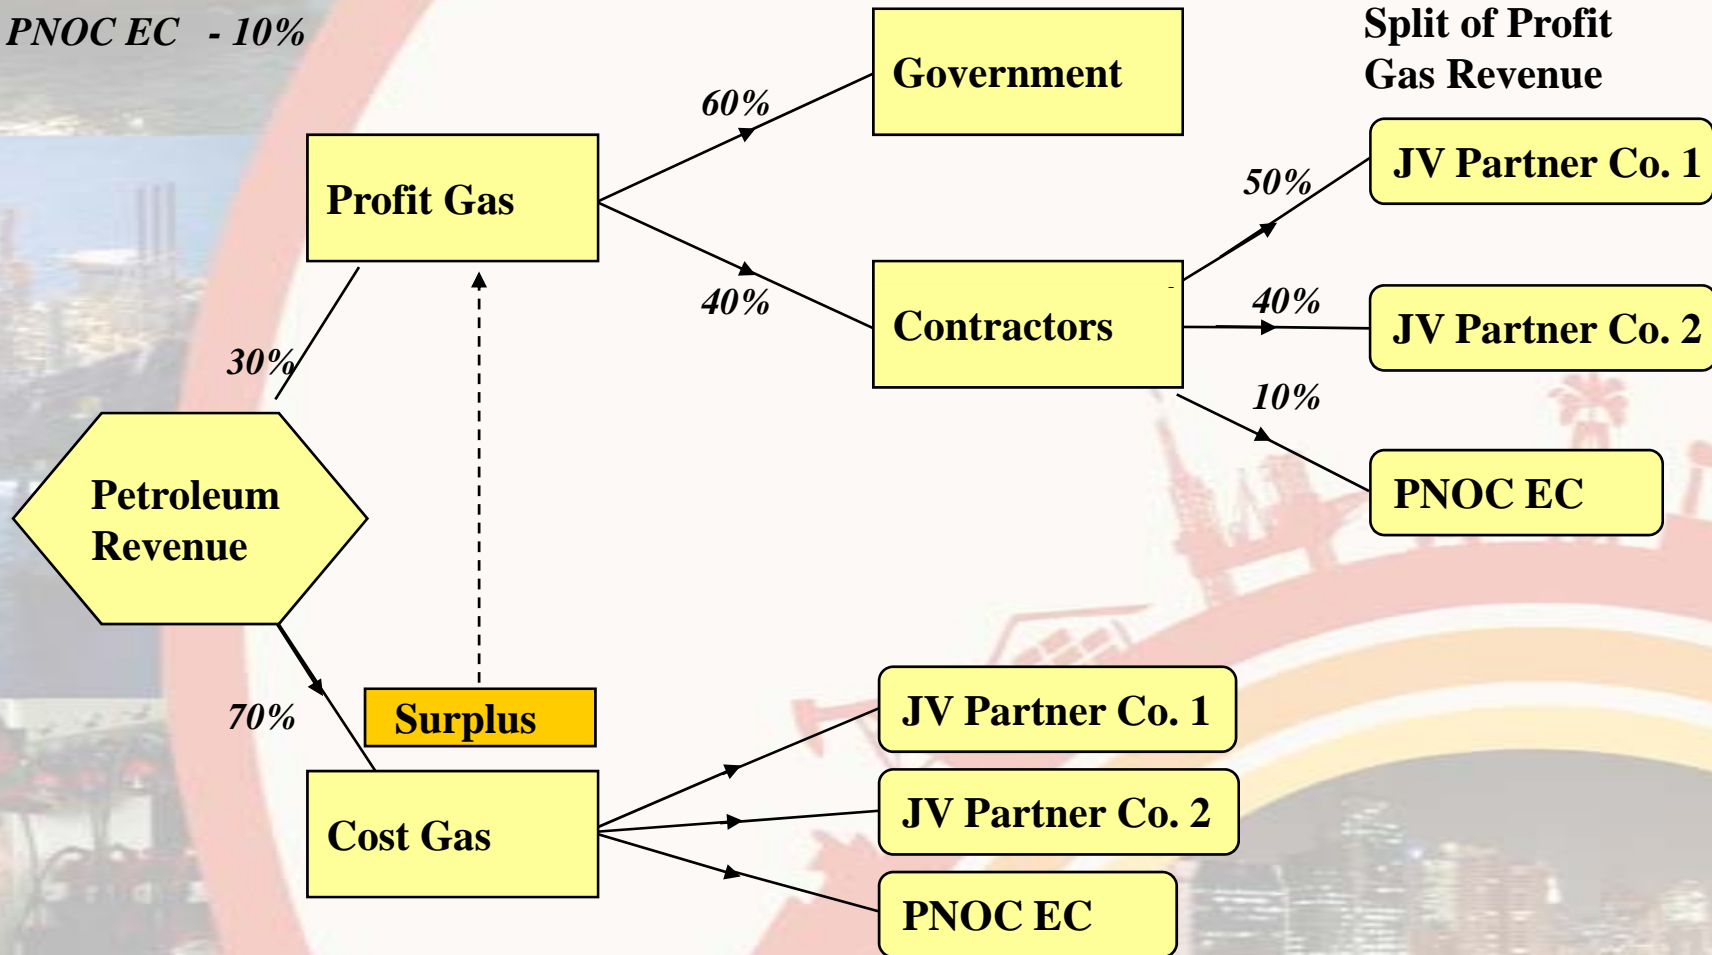 PNOC EC - 10%
Split of Profit
Gas Revenue
Government
60%
JV Partner Co. 1
50%
Profit Gas
40%
Contractors
40%
JV Partner Co. 2
30%
10%
PNOC EC
Petroleum
Revenue
70%
Surplus
JV Partner Co. 1
JV Partner Co. 2
Cost Gas
PNOC EC